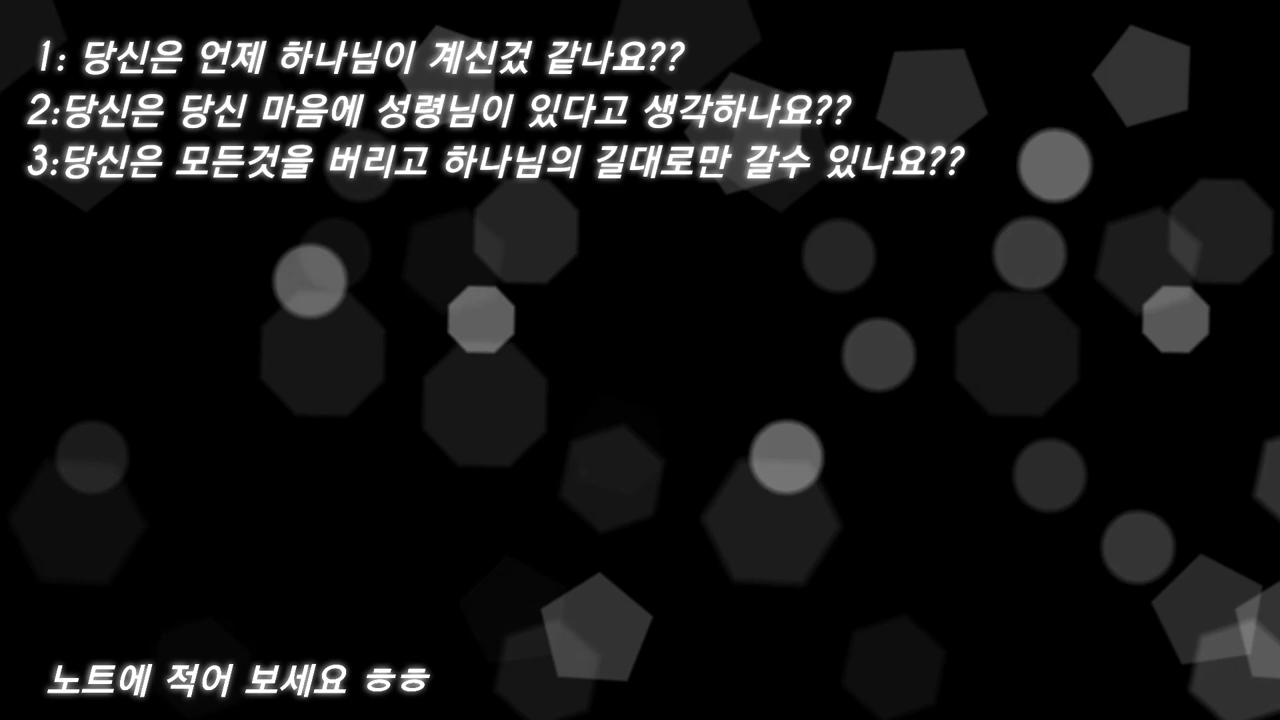 1: 당신은 언제 하나님이 계신겄 같나요??
2:당신은 당신 마음에 성령님이 있다고 생각하나요??
3:당신은 모든것을 버리고 하나님의 길대로만 갈수 있나요??
노트에 적어 보세요 ㅎㅎ